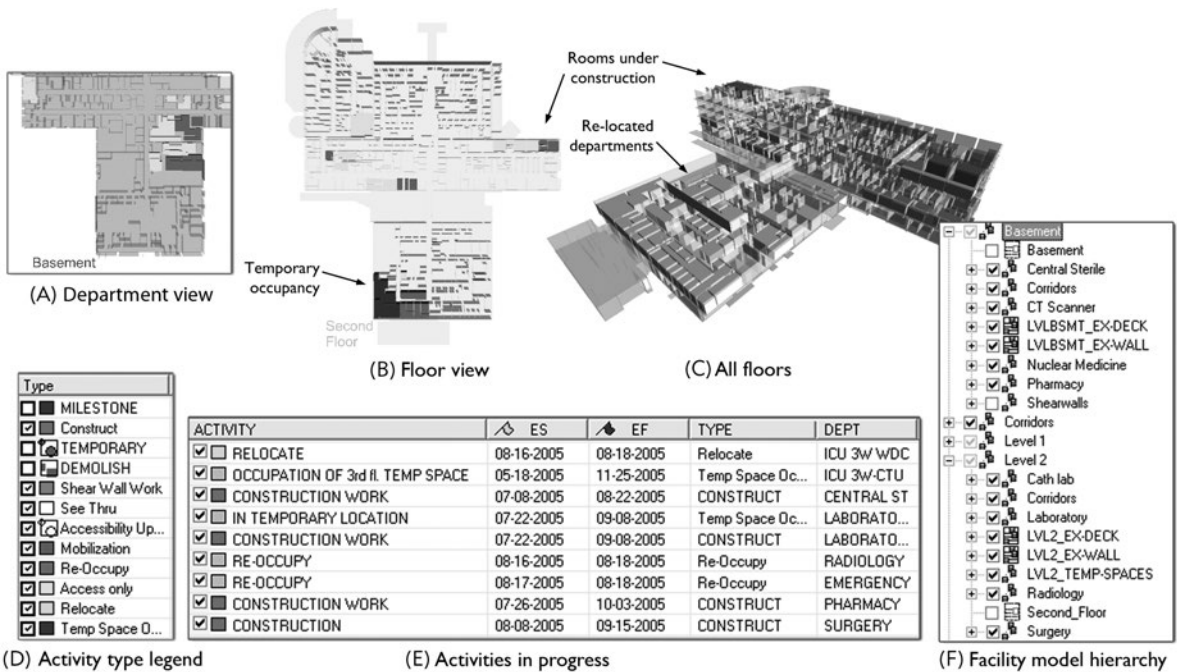 Rooms under
construction
Re-located
departments
Basement
(A) Department view
Temporary
occupancy
Second
Floor
(B) Floor view
(C) All floors
Type
MILESTONE
Construct
TEMPORARY
DEMOLISH
Shear Wall Work
See Thru
Accessibility Up...
Mobilization
Re-Occupy
Access only
Relocate
Temp Space O...
(D) Activity type legend
ACTIVITY ES EF TYPE DEPT
RELOCATE 08-16-2005 08-18-2005 Relocate ICU 3W WDC
OCCUPATION OF 3rd fl. TEMP SPACE 05-18-2005 11-25-2005 Temp Space Oc... ICU 3W-CTU
CONSTRUCTION WORK 07-08-2005 08-22-2005 CONSTRUCT CENTRAL ST
IN TEMPORARY LOCATION 07-22-2005 09-08-2005 Temp Space Oc... LABORATO...
CONSTRUCTION WORK 07-22-2005 09-08-2005 CONSTRUCT LABORATO...
RE-OCCUPY 08-16-2005 08-18-2005 Re-Occupy RADIOLOGY
RE-OCCUPY 08-17-2005 08-18-2005 Re-Occupy EMERGENCY
CONSTRUCTION WORK 07-26-2005 10-03-2005 CONSTRUCT PHARMACY
CONSTRUCTION 08-08-2005 09-15-2005 CONSTRUCT SURGERY
(E) Activities in progress
Basement
Basement
Central Sterile
Corridors
CT Scanner
LVLBSMT_EX-DECK
LVLBSMT_EX-WALL
Nuclear Medicine
Pharmacy
Shearwalls
Corridors
Level 1
Level 2
Cath lab
Corridors
Laboratory
LVL2_EX-DECK
LVL2_EX-WALL
LVL2_TEMP-SPACES
Radiology
Second_Floor
Surgery
(F) Facility model hierarchy